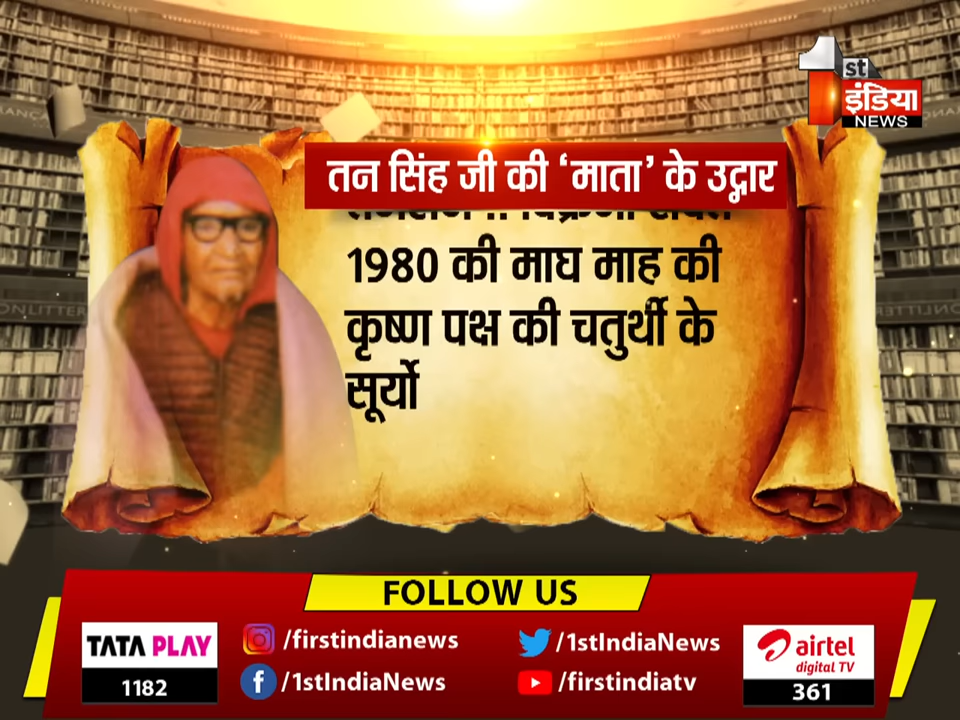 1st
इंडिया
NEWS
तन सिंह जी की ‘माता’ के उद्गार
1980 की माघ माह की
कृष्ण पक्ष की चतुर्थी के
सूर्यो
FOLLOW US
TATA PLAY
1182
/firstindianews
/1stIndiaNews
/1stIndiaNews
/firstindiatv
airtel
digital TV
361